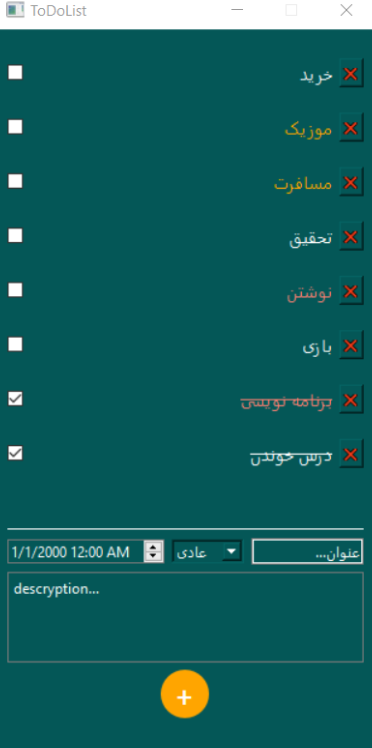 ToDoList
خرید
موزیک
مسافرت
تحقیق
نوشتن
بازی
برنامه نویسی
درس خوندن
عنوان...
عادی
1/1/2000 12:00 AM
descryption...
+